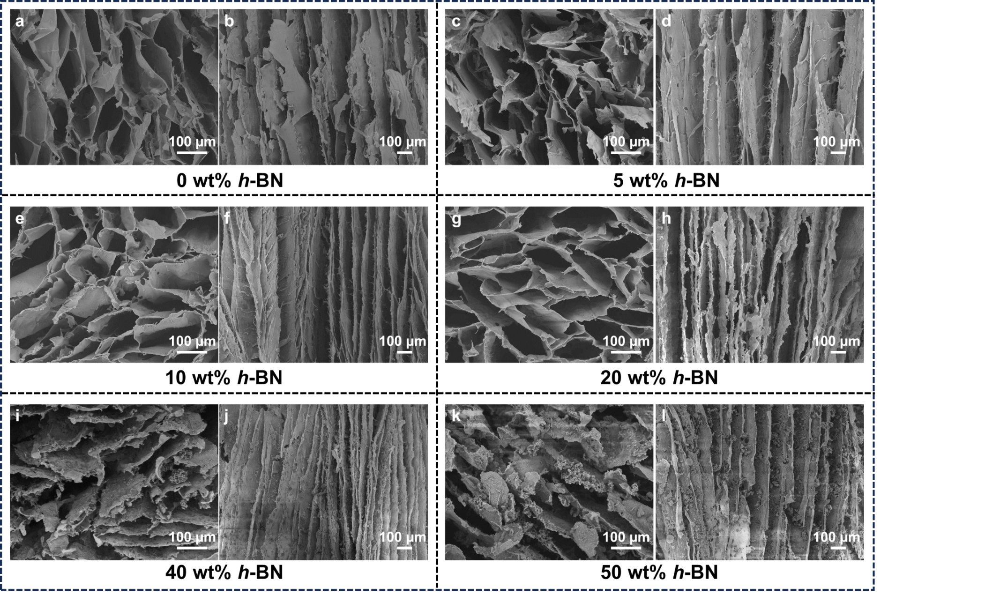 a
b
c
d
100 µm
100 µm
100 µm
100 µm
0 wt% h-BN
5 wt% h-BN
e
f
g
h
100 µm
100 µm
100 µm
100 µm
10 wt% h-BN
20 wt% h-BN
i
j
k
l
100 µm
100 µm
100 µm
100 µm
40 wt% h-BN
50 wt% h-BN